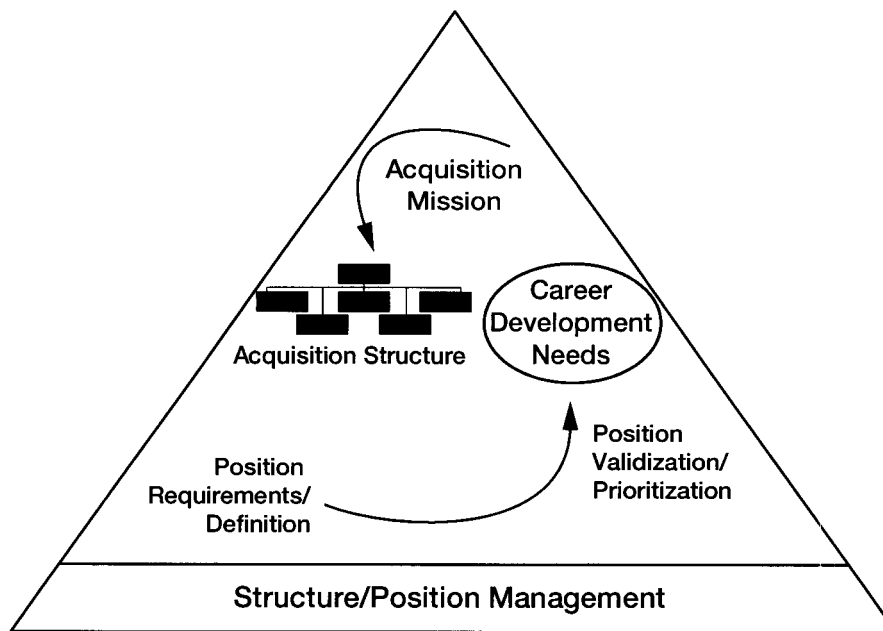 Acquisition
Mission
Career
Development
Needs
Acquisition Structure
Position
Validization/
Prioritization
Position
Requirements/
Definition
Structure/Position Management